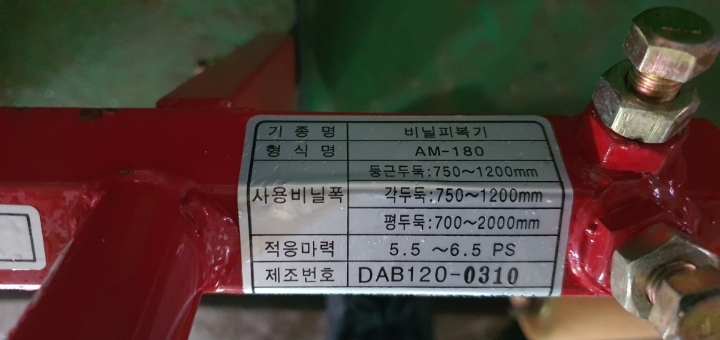 기종명 비닐피복기
형식명 AM-180
사용비닐폭 둥근두둑:750~1200mm
각두둑:750~1200mm
평두둑:700~2000mm
적응마력 5.5 ~6.5 PS
제조번호 DAB120-0310